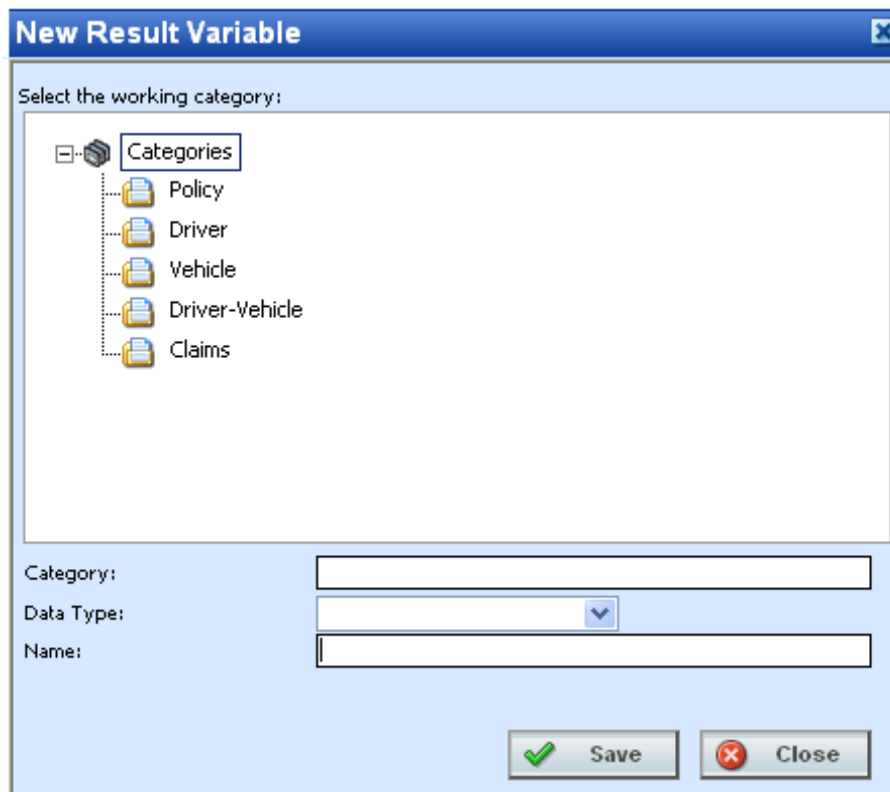 New Result Variable
Select the working category:
Categories
Policy
Driver
Vehicle
Driver-Vehicle
Claims
Category:
Data Type:
Name:
Save Close